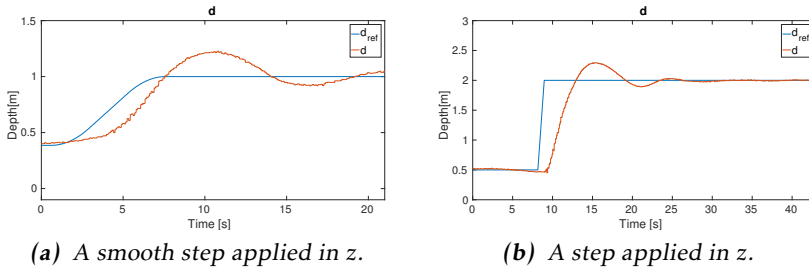 d
d_ref
d
Depth[m]
1.5
1
0.5
0
0 5 10 15 20
Time [s]
(a) A smooth step applied in z.
d
d_ref
d
Depth[m]
3
2.5
2
1.5
1
0.5
0
0 5 10 15 20 25 30 35 40
Time [s]
(b) A step applied in z.